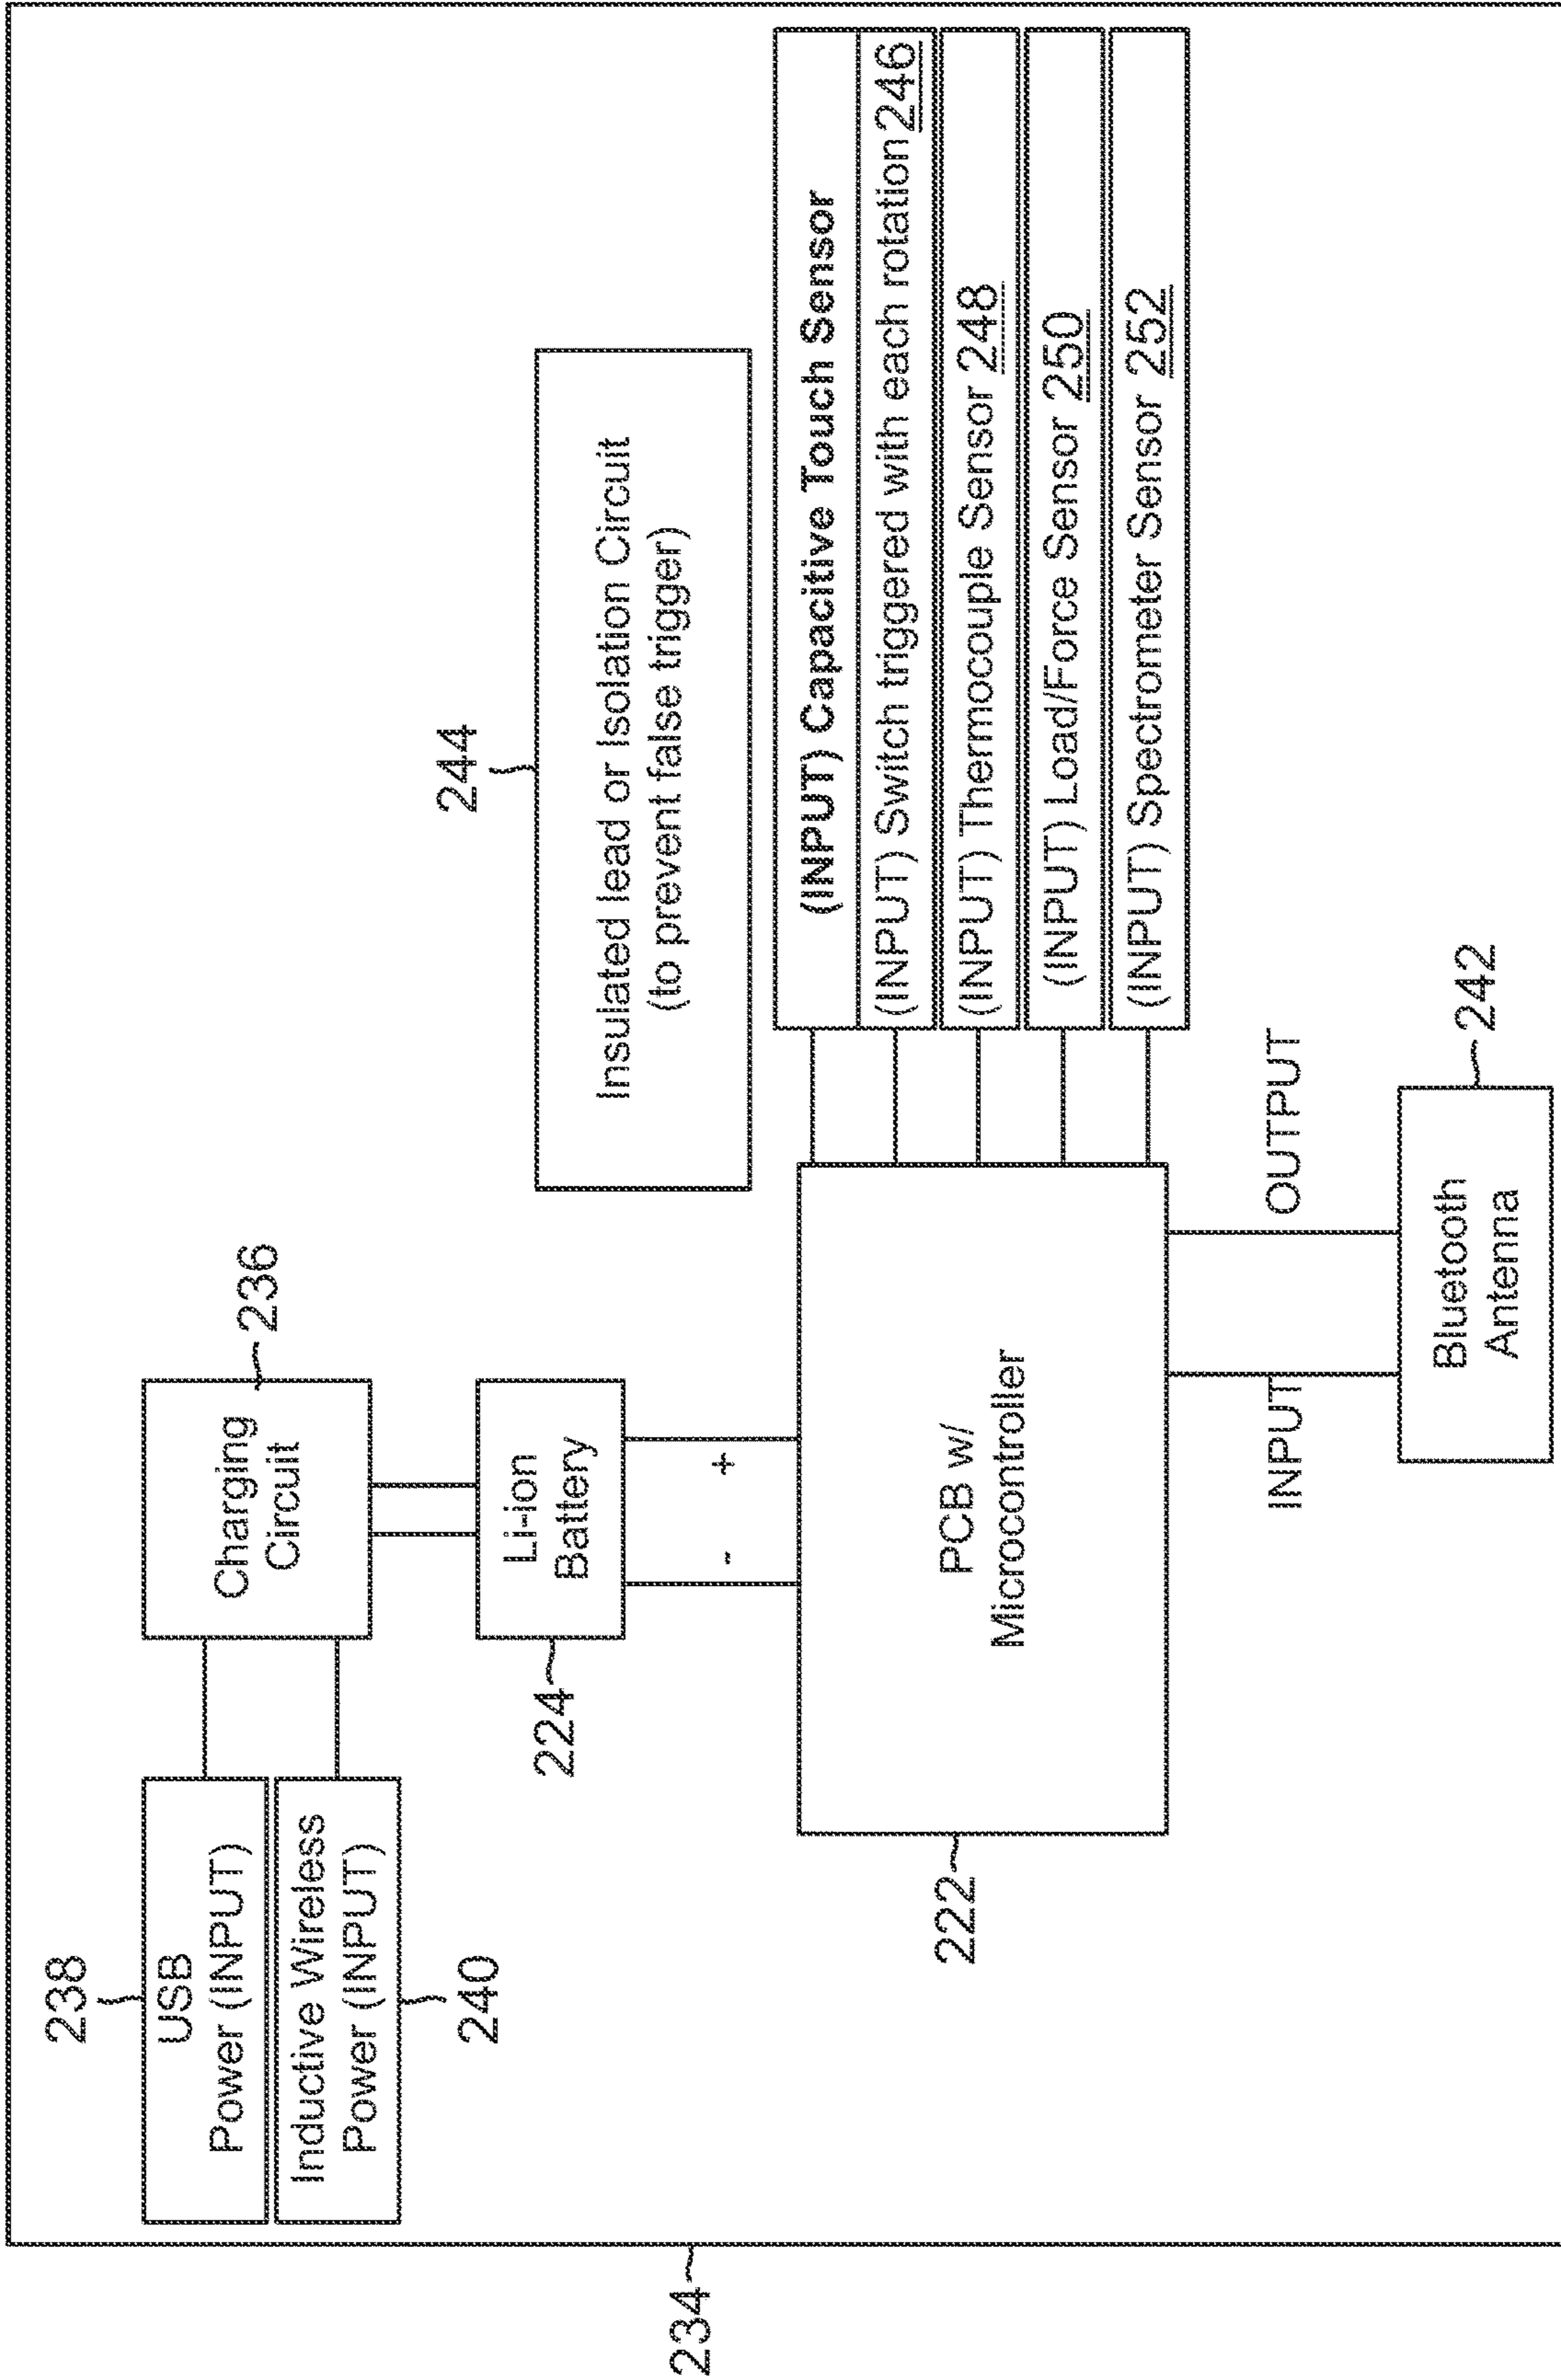 234
238
USB
Power (INPUT)
Inductive Wireless
Power (INPUT)
240
Charging
Circuit
236
Li-ion
Battery
224
-
+
PCB w/
Microcontroller
222
244
Insulated lead or Isolation Circuit
(to prevent false trigger)
(INPUT) Capacitive Touch Sensor
(INPUT) Switch triggered with each rotation 246
(INPUT) Thermocouple Sensor 248
(INPUT) Load/Force Sensor 250
(INPUT) Spectrometer Sensor 252
INPUT
OUTPUT
Bluetooth
Antenna
242